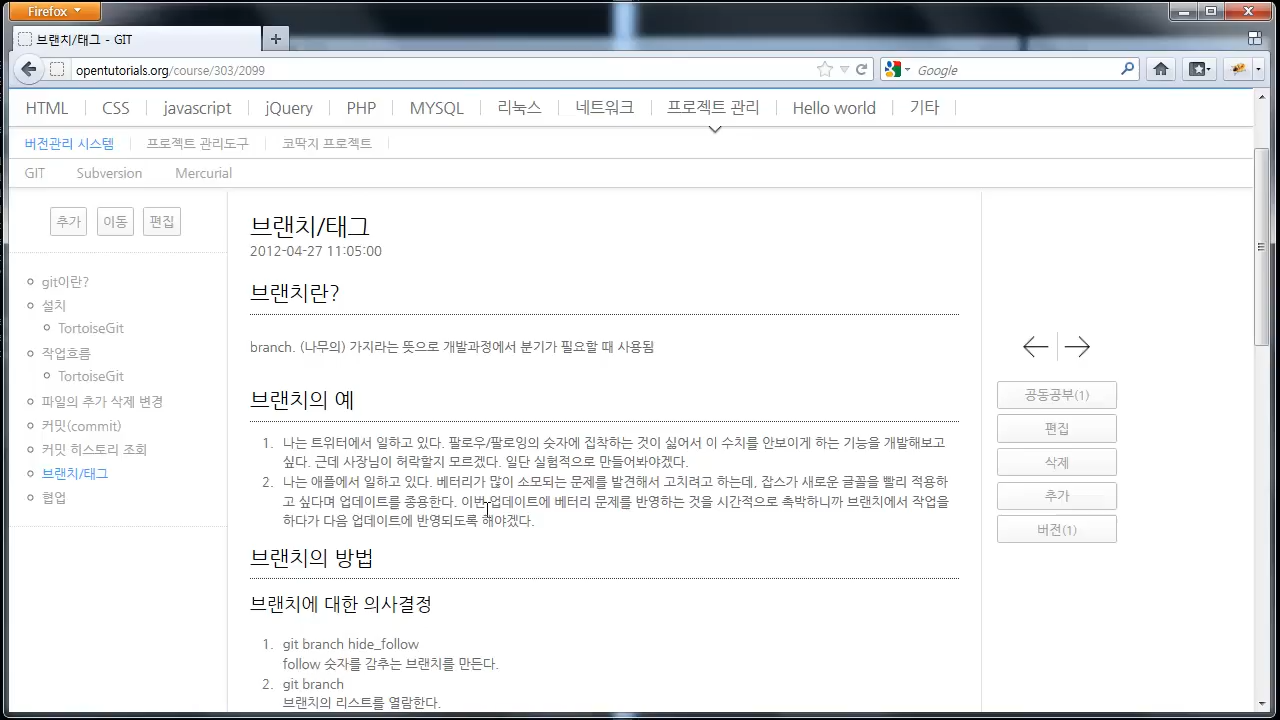 Firefox
브랜치/태그 - GIT
opentutorials.org/course/303/2099
Google
HTML CSS javascript jQuery PHP MYSQL 리눅스 네트워크 프로젝트 관리 Hello world 기타
버전관리 시스템 프로젝트 관리도구 코딱지 프로젝트
GIT Subversion Mercurial
추가 이동 편집
git이란?
설치
TortoiseGit
작업흐름
TortoiseGit
파일의 추가 삭제 변경
커밋(commit)
커밋 히스토리 조회
브랜치/태그
협업
브랜치/태그
2012-04-27 11:05:00
브랜치란?
branch. (나무의) 가지라는 뜻으로 개발과정에서 분기가 필요할 때 사용됨
브랜치의 예
1. 나는 트위터에서 일하고 있다. 팔로우/팔로잉의 숫자에 집착하는 것이 싫어서 이 수치를 안보이게 하는 기능을 개발해보고
싶다. 근데 사장님이 허락할지 모르겠다. 일단 실험적으로 만들어봐야겠다.
2. 나는 애플에서 일하고 있다. 베터리가 많이 소모되는 문제를 발견해서 고치려고 하는데, 잡스가 새로운 글꼴을 빨리 적용하
고 싶다며 업데이트를 종용한다. 이번 업데이트에 베터리 문제를 반영하는 것을 시간적으로 촉박하니까 브랜치에서 작업을
하다가 다음 업데이트에 반영되도록 해야겠다.
브랜치의 방법
브랜치에 대한 의사결정
1. git branch hide_follow
follow 숫자를 감추는 브랜치를 만든다.
2. git branch
브랜치의 리스트를 열람한다.
공동공부(1)
편집
삭제
추가
버전(1)